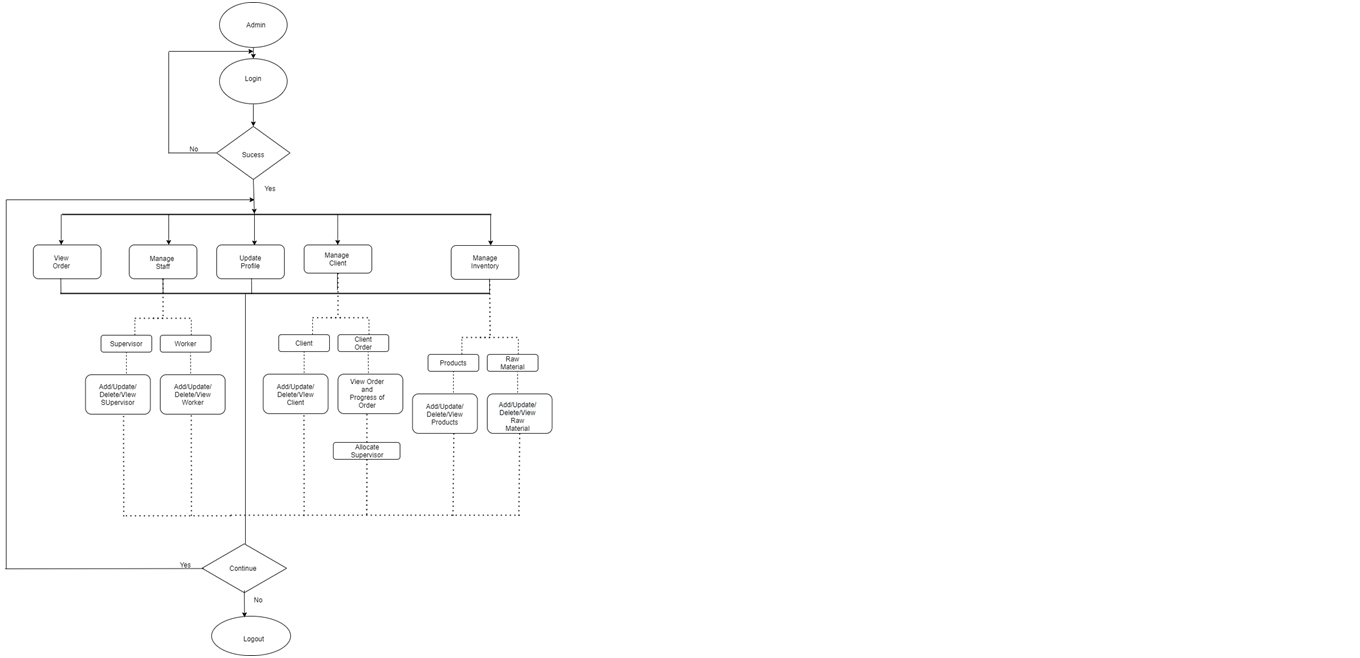 Admin
Login
No
Sucess
Yes
View
Order
Manage
Staff
Update
Profile
Manage
Client
Manage
Inventory
Supervisor
Worker
Client
Client
Order
Products
Raw
Material
Add/Update/
Delete/VIew
SUpervisor
Add/Update/
Delete/View
Worker
Add/Update/
Delete/VIew
Client
View Order
and
Progress of
Order
Add/Update/
Delete/View
Products
Add/Update/
Delete/View
Raw
Material
Allocate
Supervisor
Yes
Continue
No
Logout